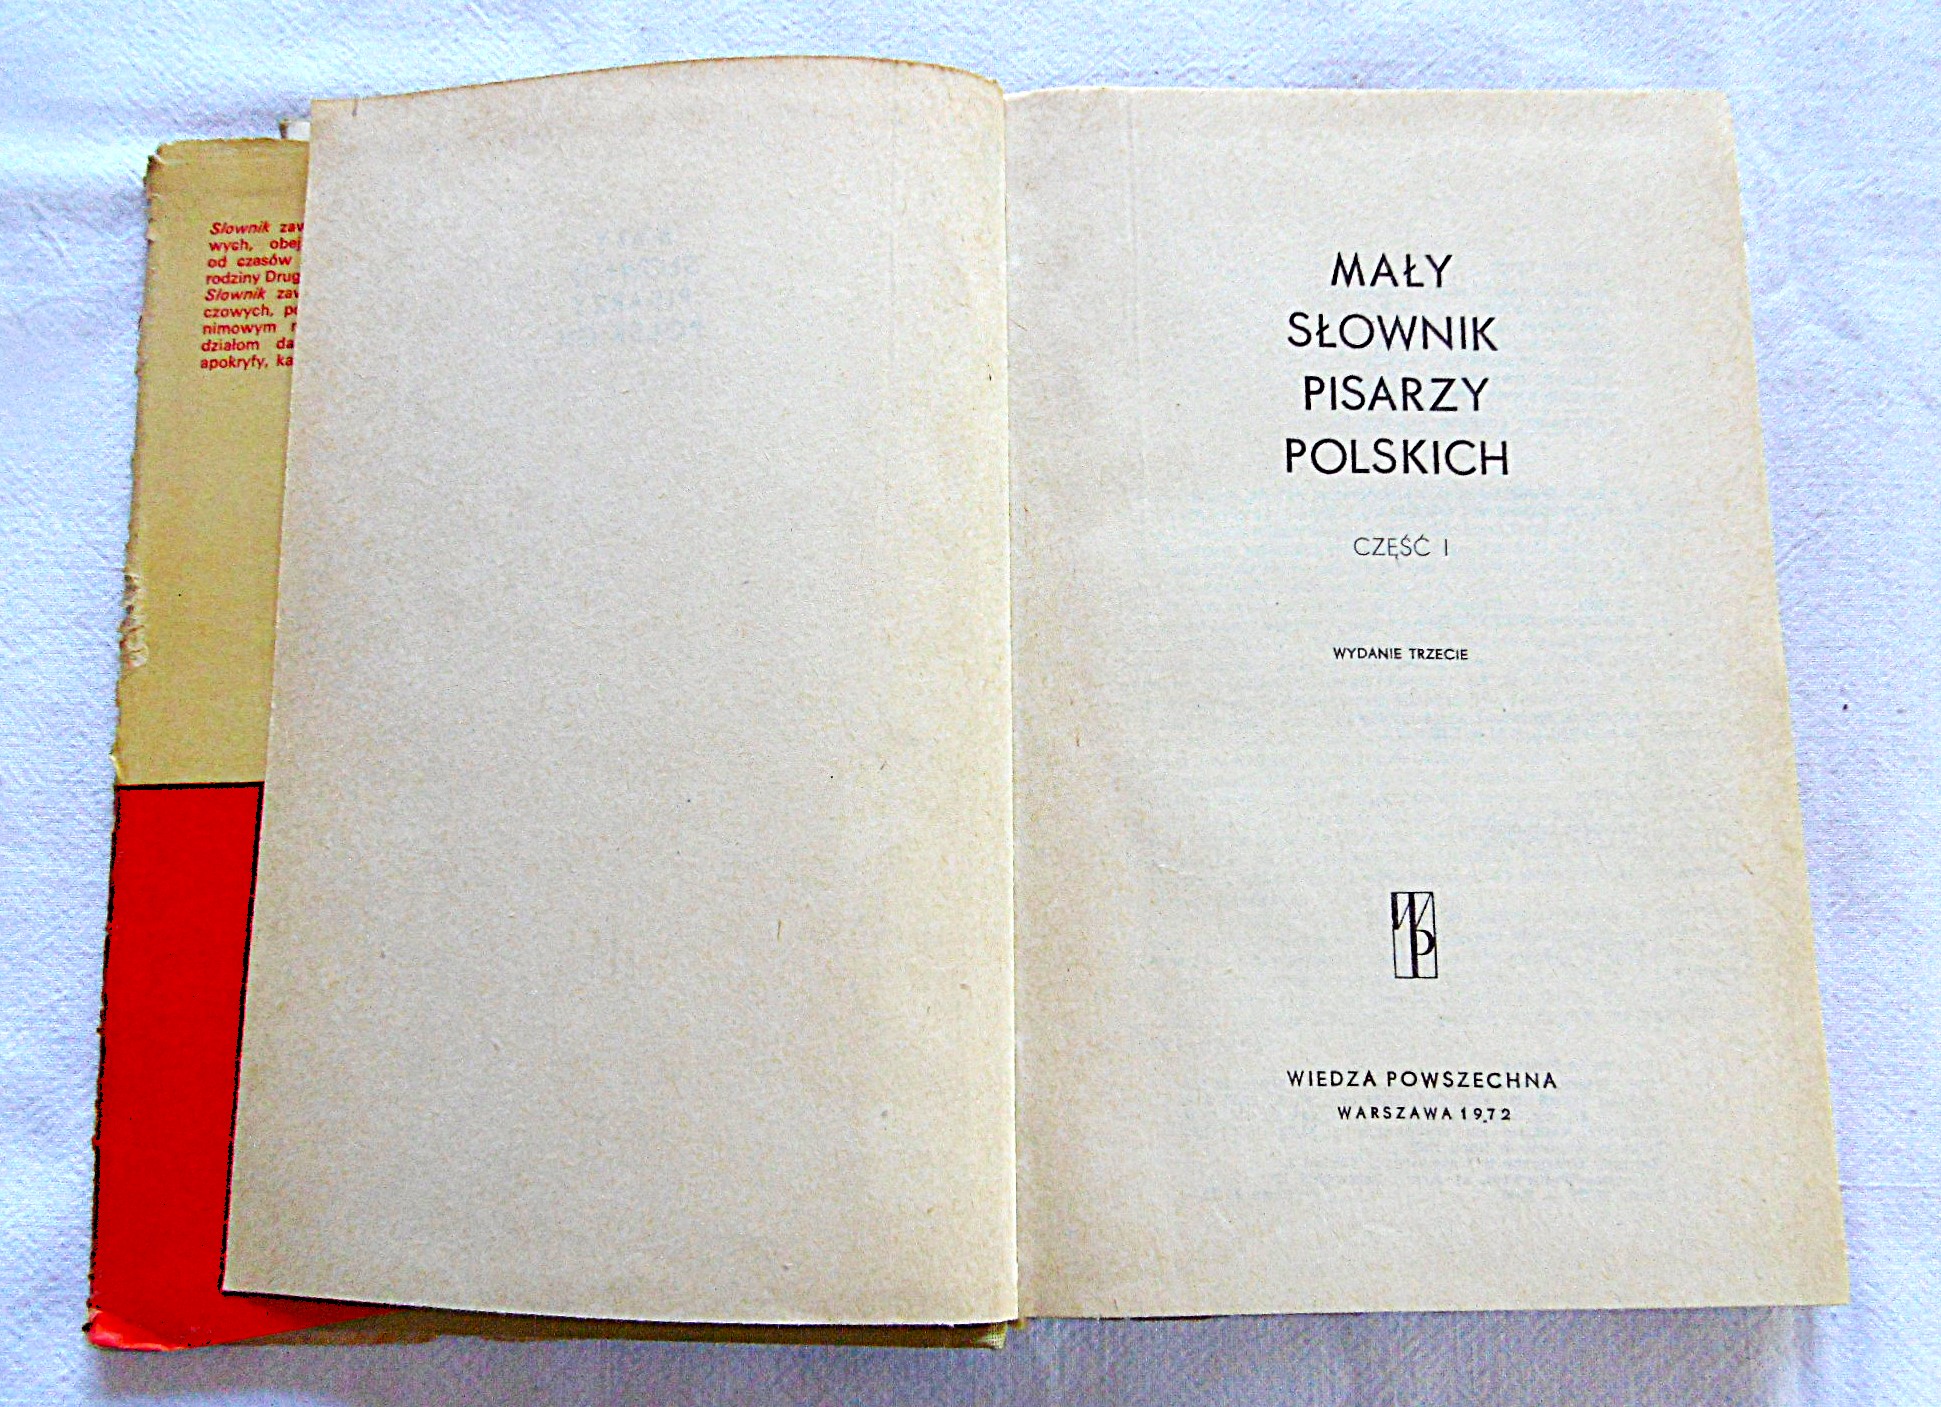 Słownik
wych,
od czasów
rodziny
Słownik
czowych,
nimowym
działom
apokryfy,
MAŁY
SŁOWNIK
PISARZY
POLSKICH
CZĘŚĆ I
WYDANIE TRZECIE
WP
WIEDZA POWSZECHNA
WARSZAWA 1972